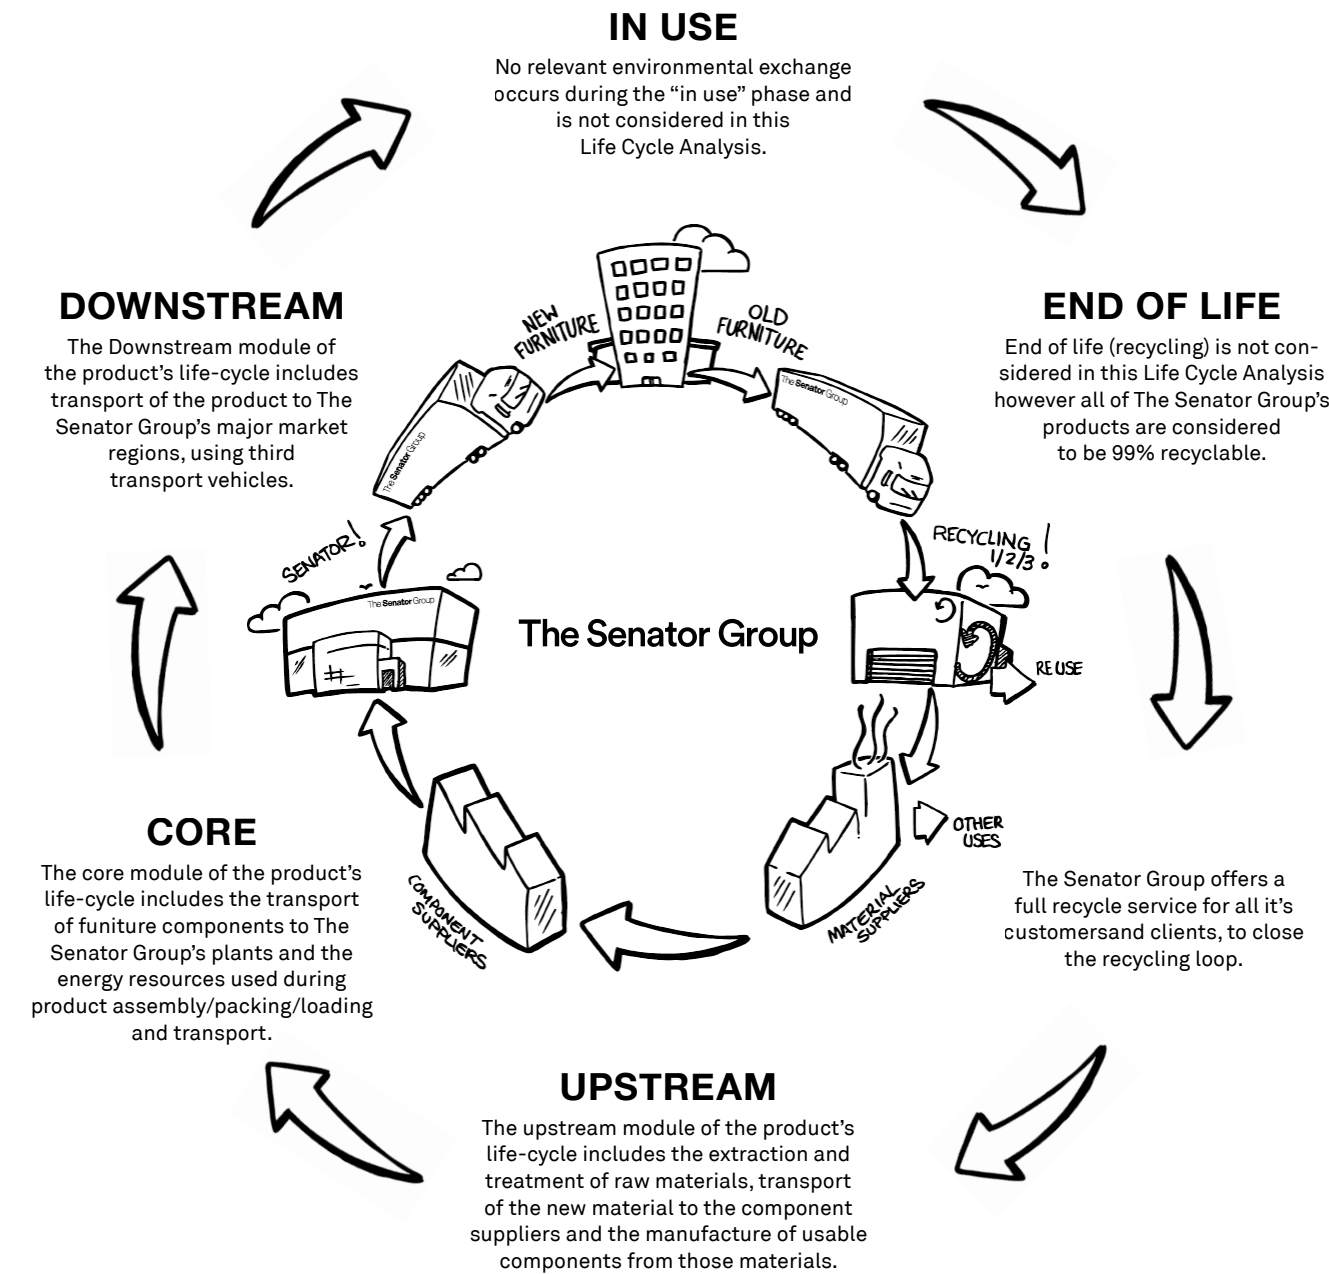 IN USE
No relevant environmental exchange
occurs during the “in use” phase and
is not considered in this
Life Cycle Analysis.
DOWNSTREAM
The Downstream module of
the product’s life-cycle includes
transport of the product to The
Senator Group’s major market
regions, using third
transport vehicles.
END OF LIFE
End of life (recycling) is not con-
sidered in this Life Cycle Analysis
however all of The Senator Group’s
products are considered
to be 99% recyclable.
NEW
FURNITURE
OLD
FURNITURE
The Senator Group
The Senator Group
SENATOR!
RECYCLING !
1/2/3
The Senator Group
The Senator Group
REUSE
OTHER
USES
COMPONENT
SUPPLIERS
MATERIAL
SUPPLIERS
CORE
The core module of the product’s
life-cycle includes the transport
of funiture components to The
Senator Group’s plants and the
energy resources used during
product assembly/packing/loading
and transport.
The Senator Group offers a
full recycle service for all it’s
customersand clients, to close
the recycling loop.
UPSTREAM
The upstream module of the product’s
life-cycle includes the extraction and
treatment of raw materials, transport
of the new material to the component
suppliers and the manufacture of usable
components from those materials.